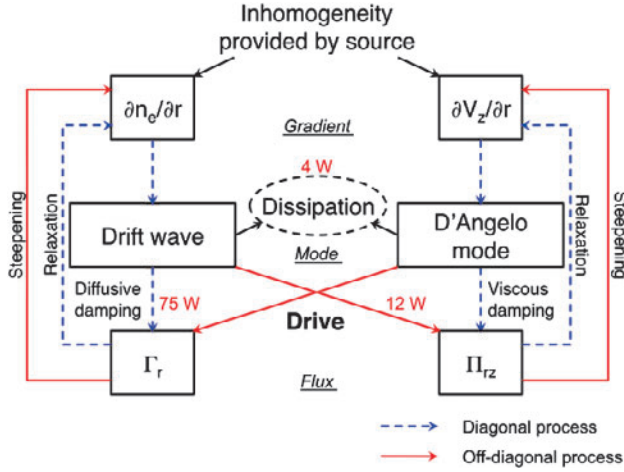 Inhomogeneity
provided by source
∂nₑ/∂r
∂V_z/∂r
Gradient
4 W
Steepening
Relaxation
Drift wave
Dissipation
D'Angelo
mode
Relaxation
Steepening
Mode
Diffusive
damping
75 W
12 W
Viscous
damping
Drive
Γᵣ
Flux
Π_rz
Diagonal process
Off-diagonal process